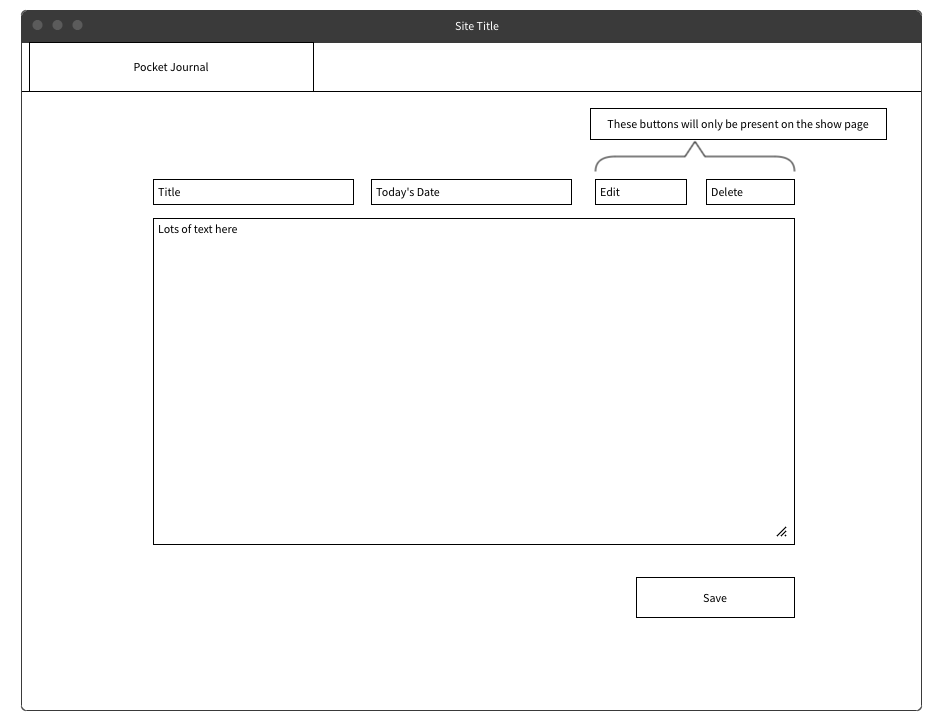 Site Title
Pocket Journal
These buttons will only be present on the show page
Title
Today's Date
Edit
Delete
Lots of text here
Save